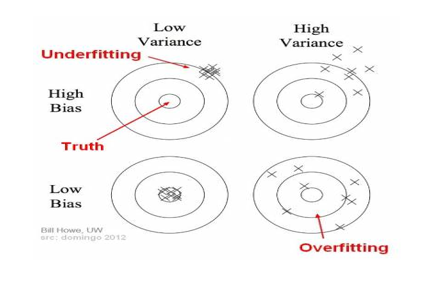 Low
Variance
High
Variance
Underfitting
High
Bias
Truth
Low
Bias
Bill Howe, UW
src; domingo 2012
Overfitting